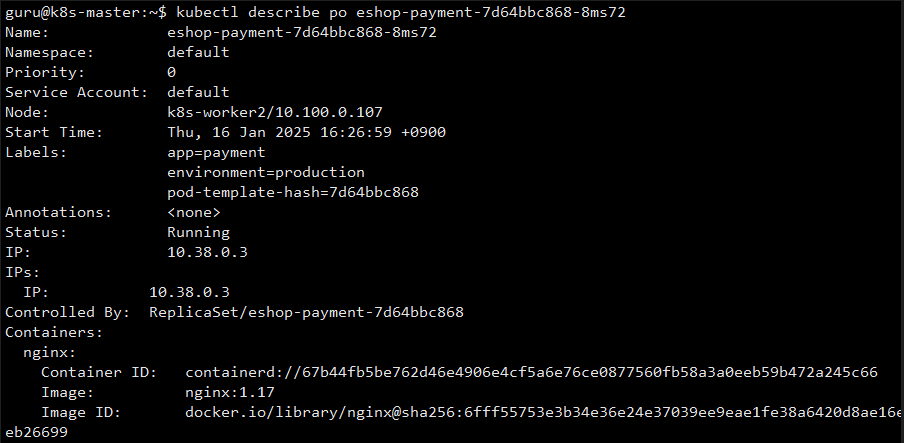 guru@k8s-master:~$ kubectl describe po eshop-payment-7d64bbc868-8ms72
Name:             eshop-payment-7d64bbc868-8ms72
Namespace:        default
Priority:         0
Service Account:  default
Node:             k8s-worker2/10.100.0.107
Start Time:       Thu, 16 Jan 2025 16:26:59 +0900
Labels:           app=payment
                  environment=production
                  pod-template-hash=7d64bbc868
Annotations:      <none>
Status:           Running
IP:               10.38.0.3
IPs:
  IP:           10.38.0.3
Controlled By:  ReplicaSet/eshop-payment-7d64bbc868
Containers:
  nginx:
    Container ID:   containerd://67b44fb5be762d46e4906e4cf5a6e76ce0877560fb58a3a0eeb59b472a245c66
    Image:          nginx:1.17
    Image ID:       docker.io/library/nginx@sha256:6fff55753e3b34e36e24e37039ee9eae1fe38a6420d8ae16e
eb26699